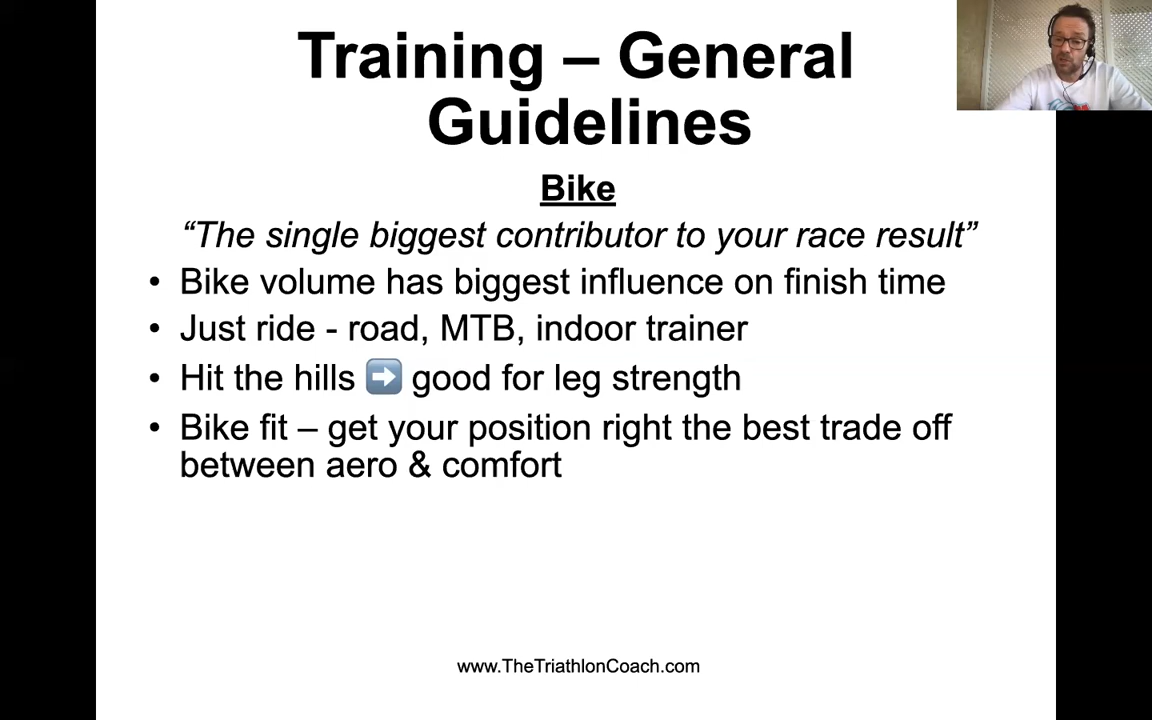 Training – General
Guidelines
Bike
“The single biggest contributor to your race result”
• Bike volume has biggest influence on finish time
• Just ride - road, MTB, indoor trainer
• Hit the hills ➡️ good for leg strength
• Bike fit – get your position right the best trade off
between aero & comfort
www.TheTriathlonCoach.com